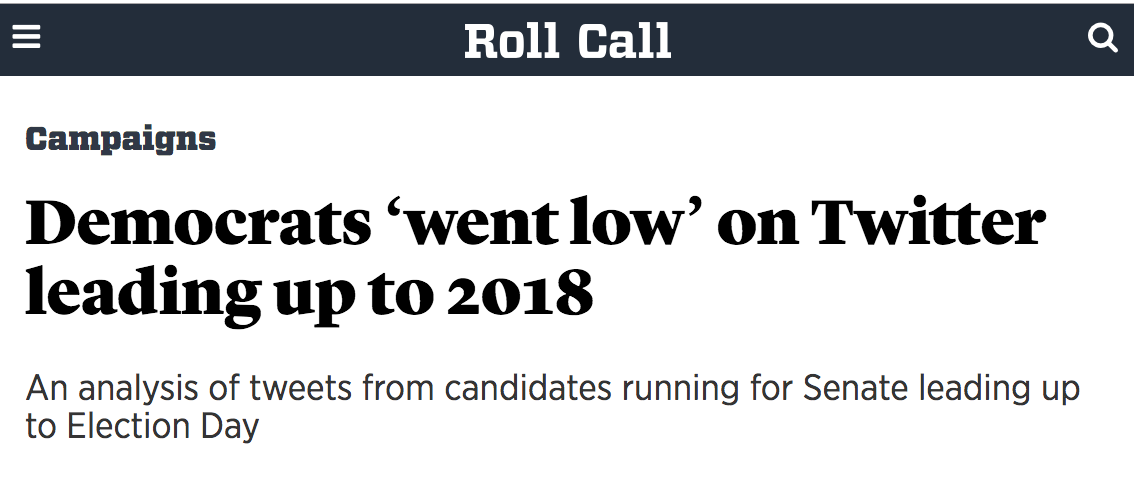 Roll Call
Campaigns
Democrats ‘went low’ on Twitter
leading up to 2018
An analysis of tweets from candidates running for Senate leading up
to Election Day